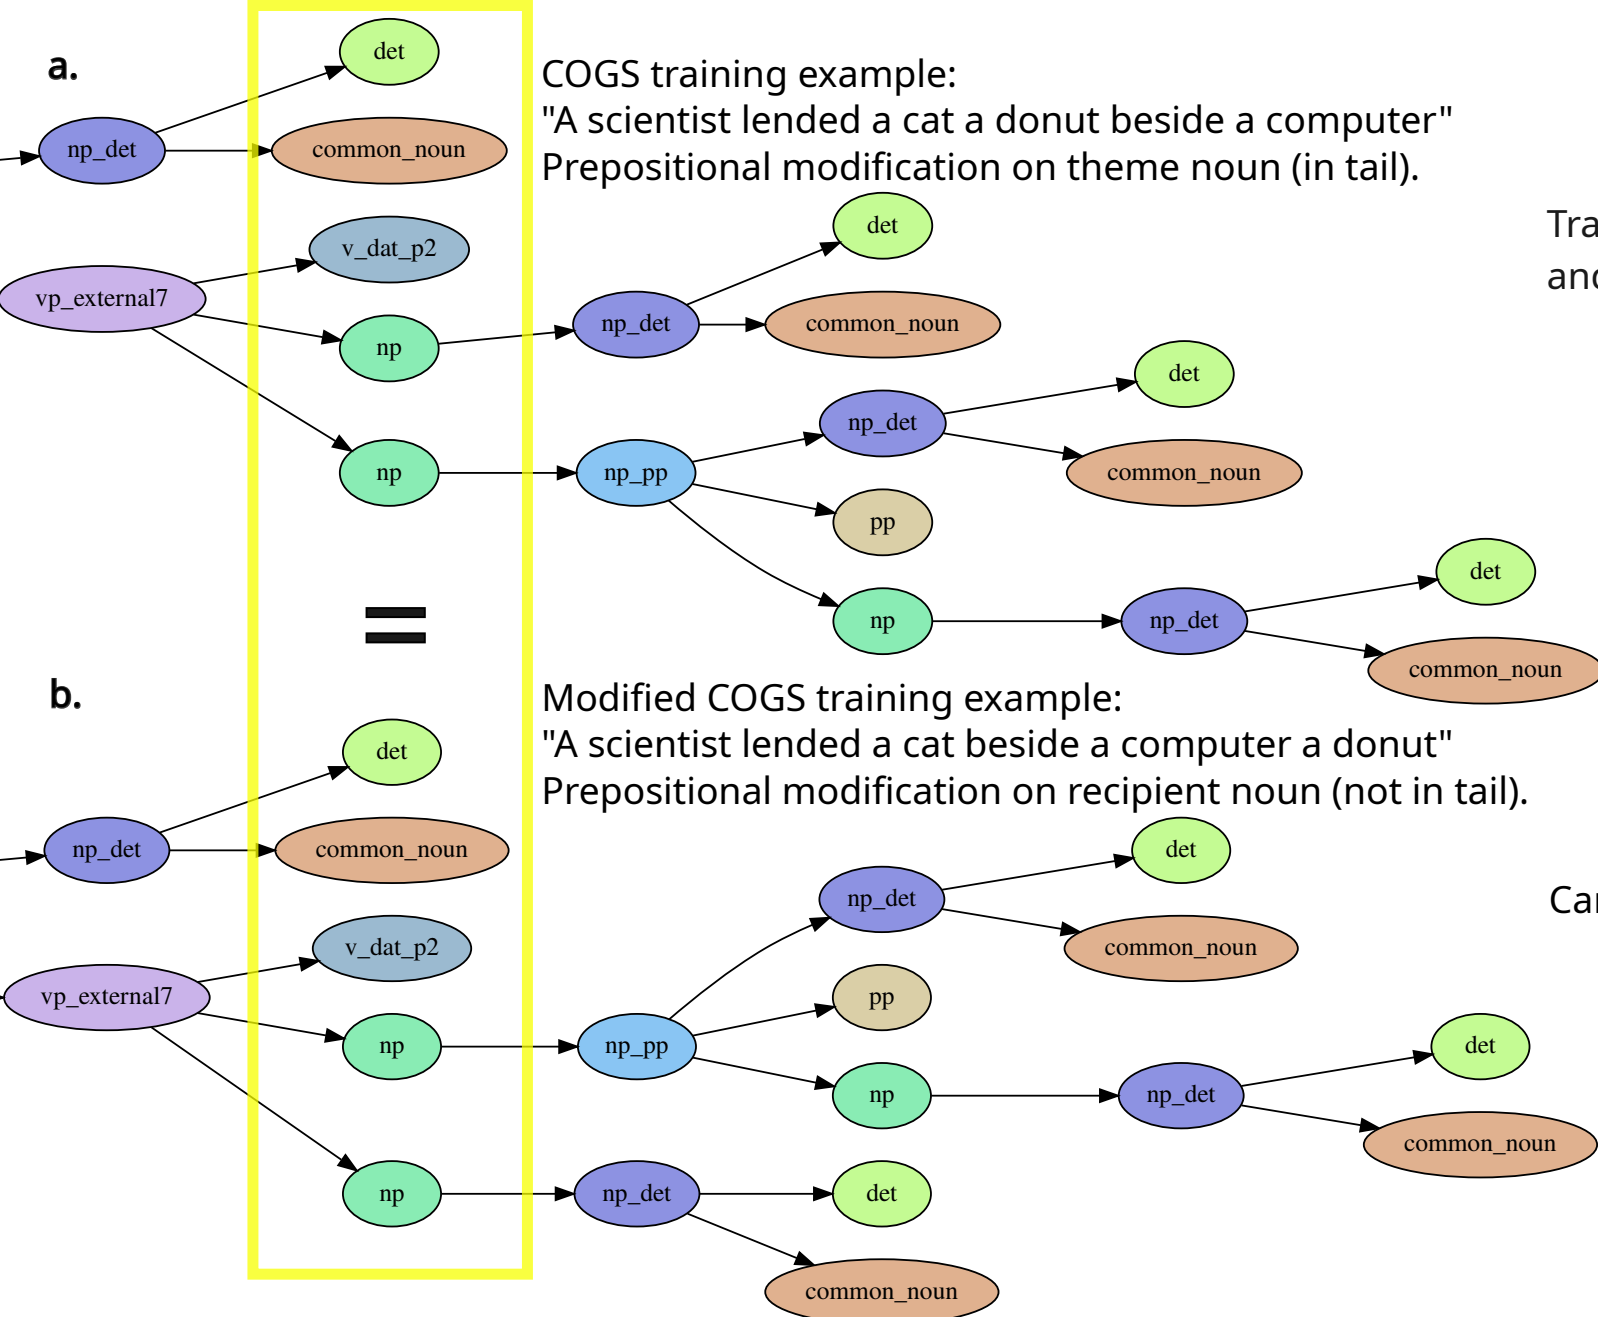 a.
COGS training example:
"A scientist lended a cat a donut beside a computer"
Prepositional modification on theme noun (in tail).
det
np_det
common_noun
v_dat_p2
vp_external7
np
np
np_det
det
common_noun
np_pp
np_det
det
common_noun
pp
np
np_det
det
common_noun
=
b.
Modified COGS training example:
"A scientist lended a cat beside a computer a donut"
Prepositional modification on recipient noun (not in tail).
det
np_det
common_noun
v_dat_p2
vp_external7
np
np
np_pp
np_det
det
common_noun
pp
np
np_det
det
common_noun
np_det
det
common_noun